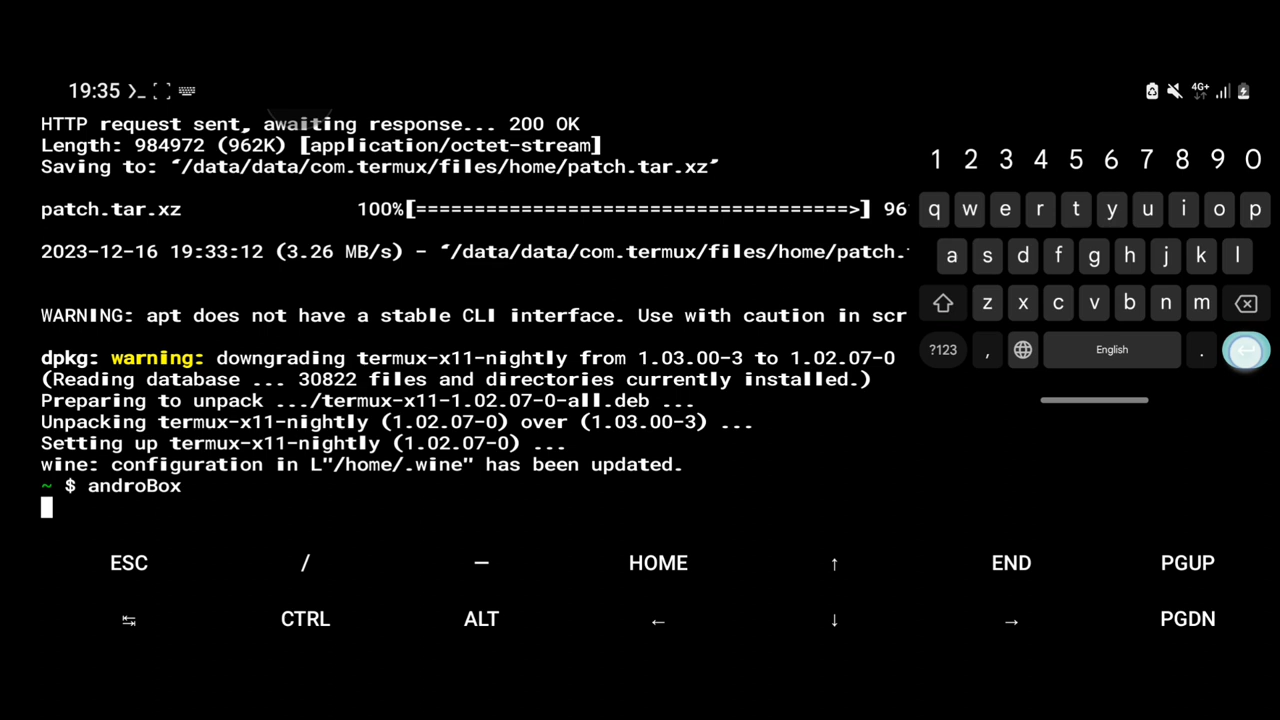 19:35
4G+
HTTP request sent, awaiting response... 200 OK
Length: 984972 (962K) [application/octet-stream]
Saving to: ‘/data/data/com.termux/files/home/patch.tar.xz’
patch.tar.xz 100%[=====================================>] 96
2023-12-16 19:33:12 (3.26 MB/s) - ‘/data/data/com.termux/files/home/patch.
WARNING: apt does not have a stable CLI interface. Use with caution in scr
dpkg: warning: downgrading termux-x11-nightly from 1.03.00-3 to 1.02.07-0
(Reading database ... 30822 files and directories currently installed.)
Preparing to unpack .../termux-x11-1.02.07-0-all.deb ...
Unpacking termux-x11-nightly (1.02.07-0) over (1.03.00-3) ...
Setting up termux-x11-nightly (1.02.07-0) ...
wine: configuration in L"/home/.wine" has been updated.
~ $ androBox
1 2 3 4 5 6 7 8 9 0
q w e r t y u i o p
a s d f g h j k l
z x c v b n m
?123 , English .
ESC / — HOME ↑ END PGUP
↹ CTRL ALT ← ↓ → PGDN